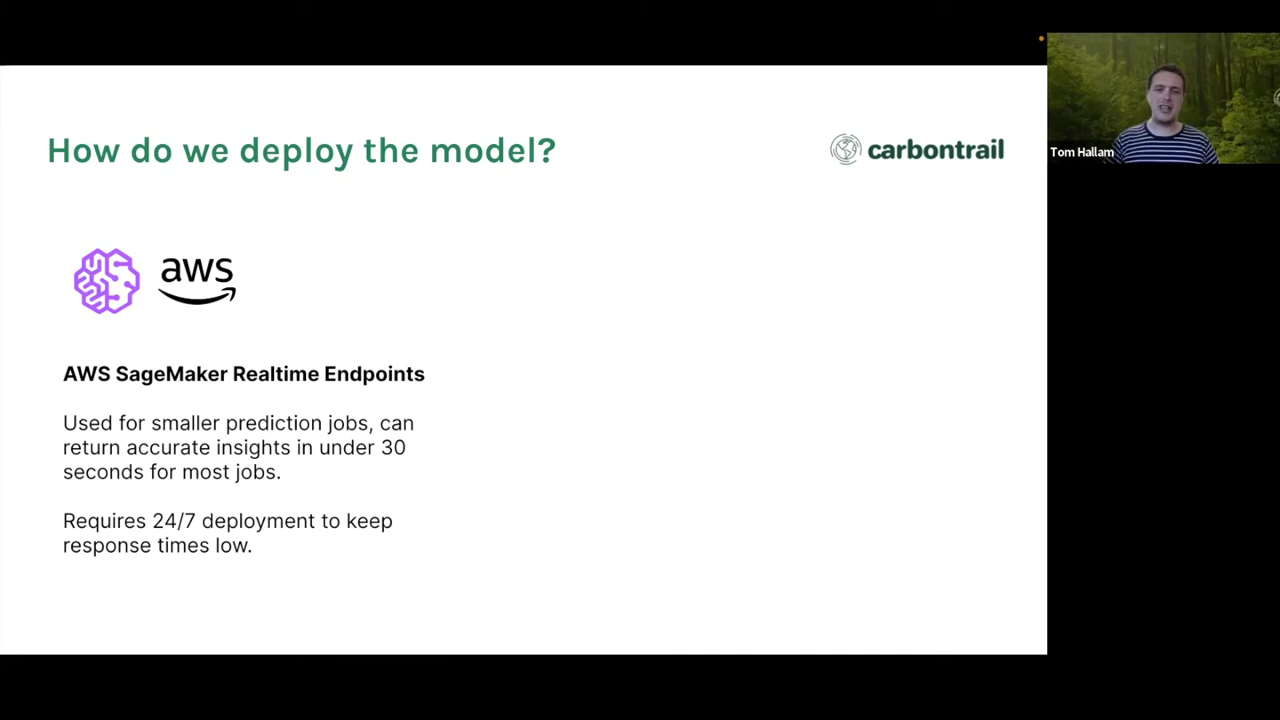 How do we deploy the model?
carbontrail
aws
AWS SageMaker Realtime Endpoints
Used for smaller prediction jobs, can
return accurate insights in under 30
seconds for most jobs.
Requires 24/7 deployment to keep
response times low.
Tom Hallam